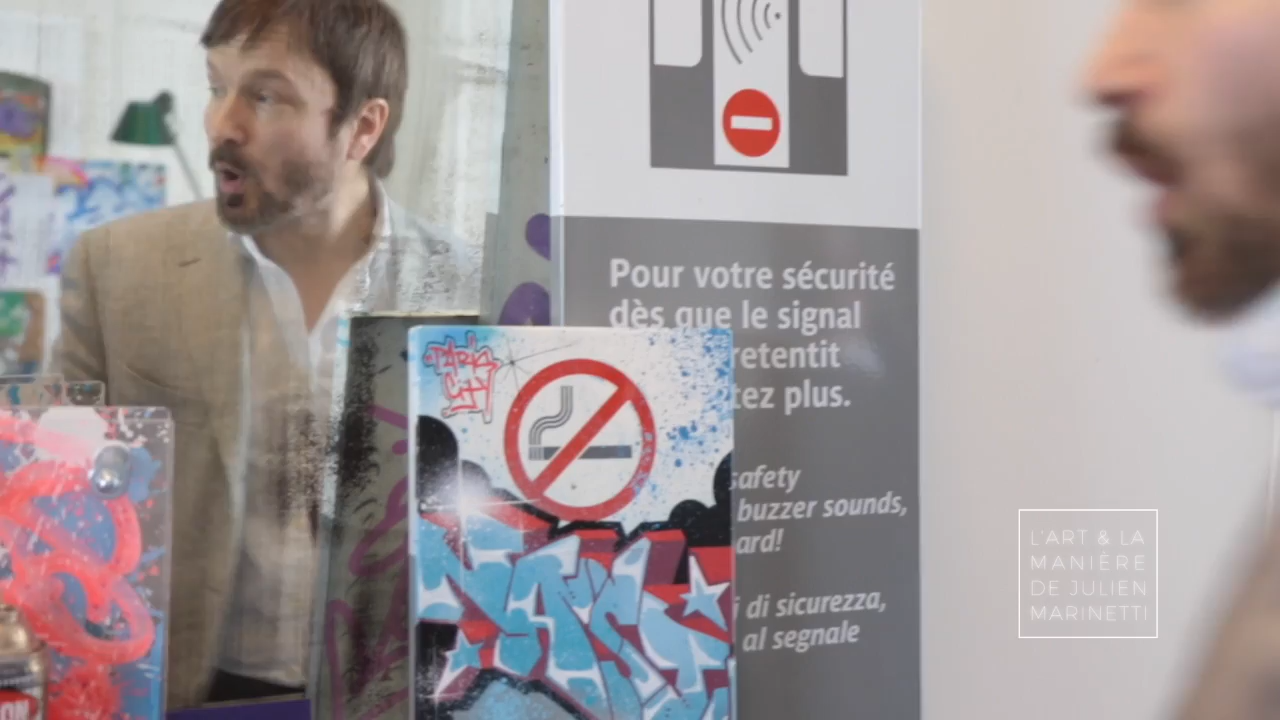 Pour votre sécurité
dès que le signal
retentit
tez plus.
safety
buzzer sounds,
ard!
i di sicurezza,
al segnale
PARIS
CITY
L'ART & LA
MANIÈRE
DE JULIEN
MARINETTI